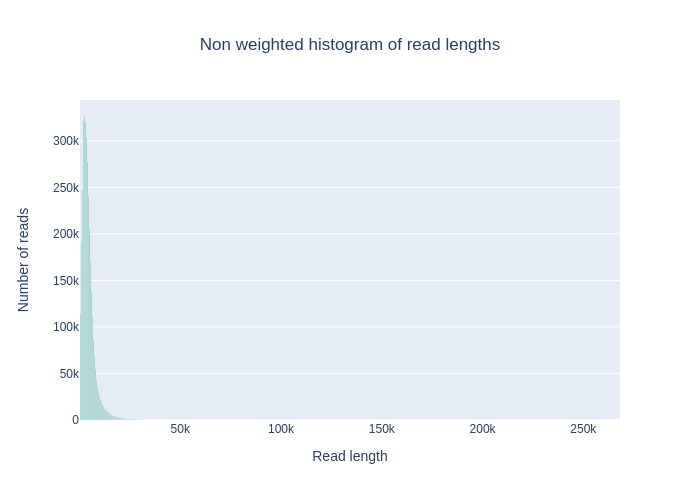 Non weighted histogram of read lengths
Number of reads
300k
250k
200k
150k
100k
50k
0
50k
100k
150k
200k
250k
Read length